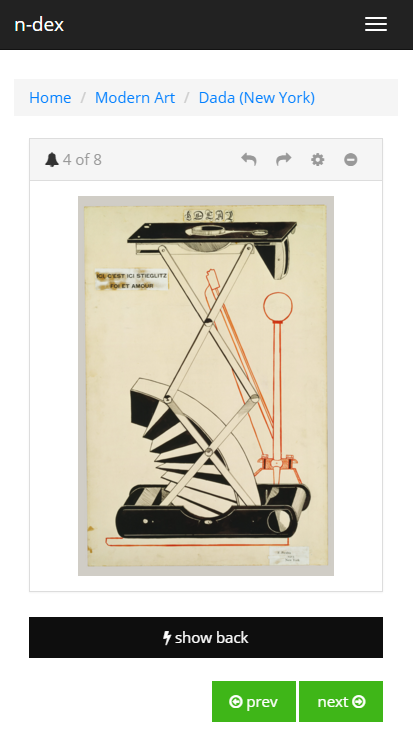 n-dex
Home / Modern Art / Dada (New York)
4 of 8
IDEAL
ICI, C'EST ICI STIEGLITZ
FOI ET AMOUR
show back
prev
next